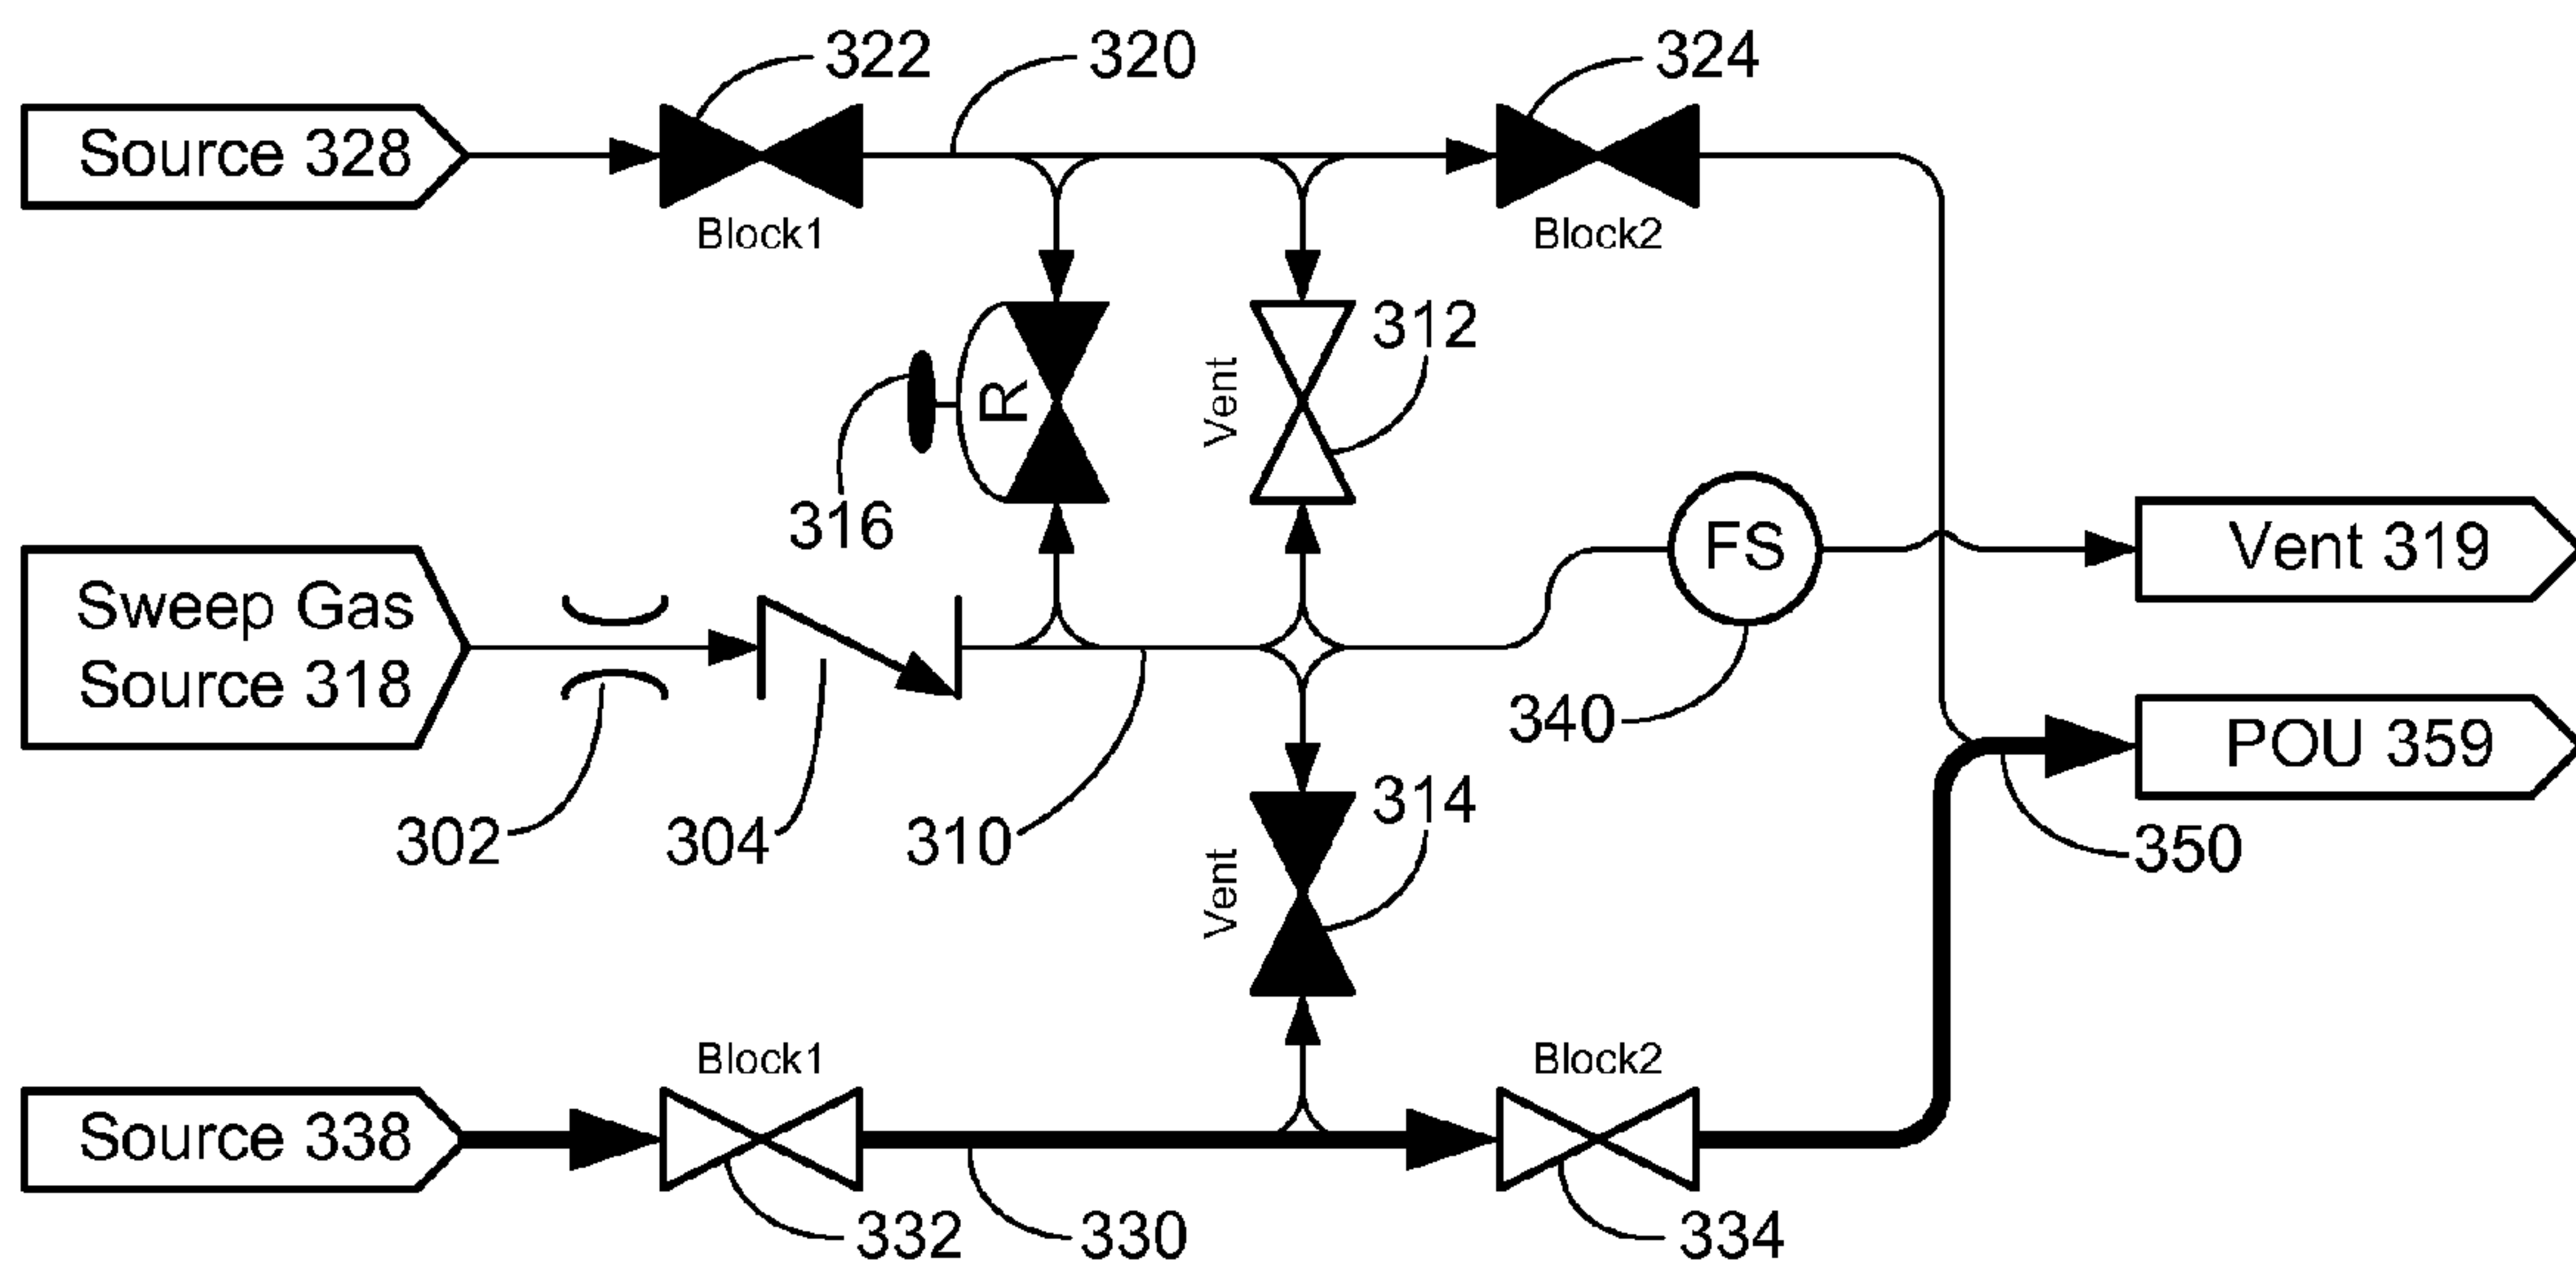 322
320
324
Source 328
Block1
Block2
R
Vent
312
316
FS
Vent 319
Sweep Gas
Source 318
340
POU 359
302
304
310
Vent
314
350
Block1
Block2
Source 338
332
330
334